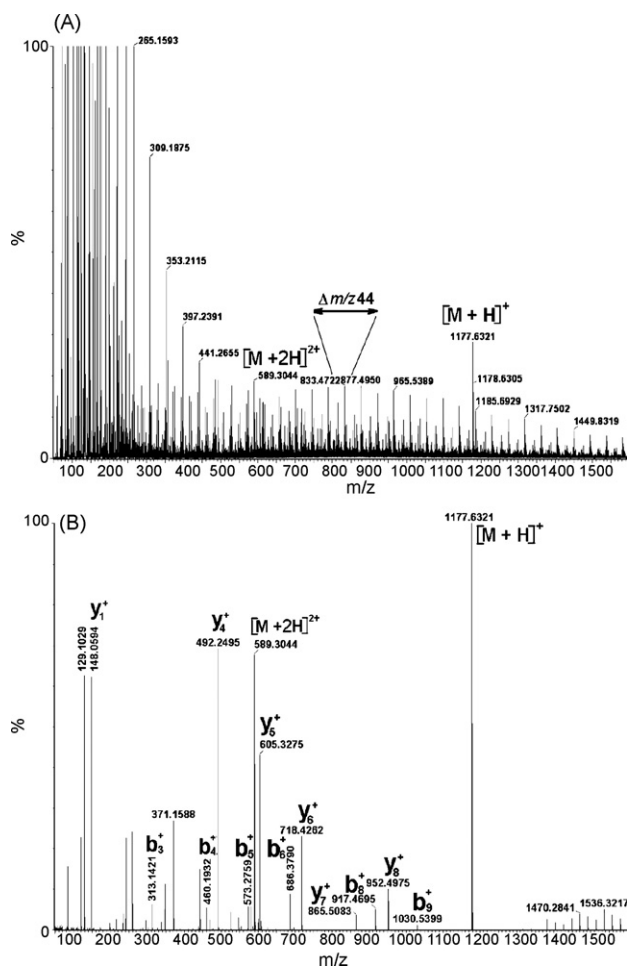 (A)
100
265.1593
309.1875
%
353.2115
Δ m/z 44
[M + H]⁺
397.2391
1177.6321
441.2655
[M +2H]²⁺
589.3044
833.4722877.4950
965.5389
1178.6305
1185.6929
1317.7502
1449.8319
0
100 200 300 400 500 600 700 800 900 1000 1100 1200 1300 1400 1500
m/z
100
(B)
1177.6321
[M + H]⁺
y₁⁺
129.1029
148.0594
y₄⁺
492.2495
[M +2H]²⁺
589.3044
y₅⁺
605.3275
%
371.1588
y₆⁺
718.4262
b₃⁺
313.1421
b₄⁺
460.1932
b₅⁺
573.2759
b₆⁺
686.3790
y₇⁺
865.5083
b₈⁺
917.4695
y₈⁺
952.4975
b₉⁺
1030.5399
1470.2841
1536.3217
0
100 200 300 400 500 600 700 800 900 1000 1100 1200 1300 1400 1500
m/z